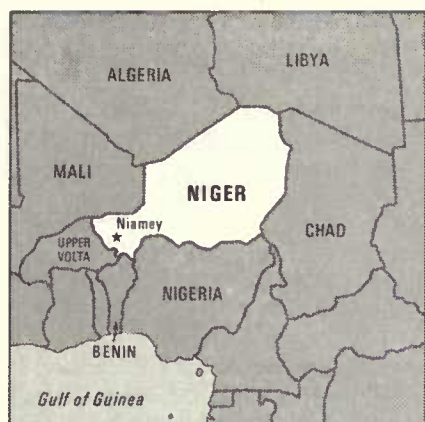 ALGERIA
LIBYA
MALI
NIGER
Niamey
UPPER
VOLTA
CHAD
NIGERIA
BENIN
Gulf of Guinea